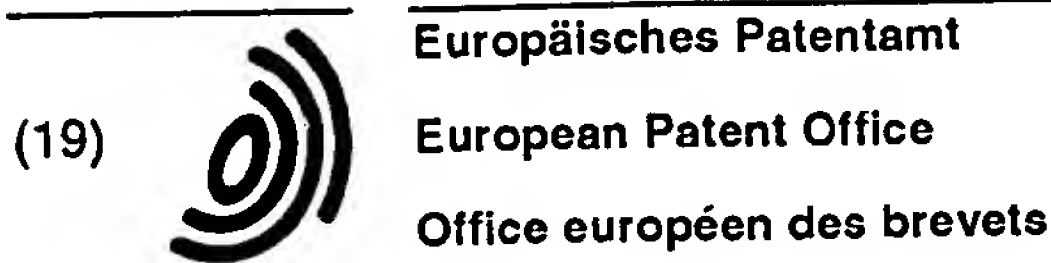 Europäisches Patentamt
(19)
European Patent Office
Office européen des brevets